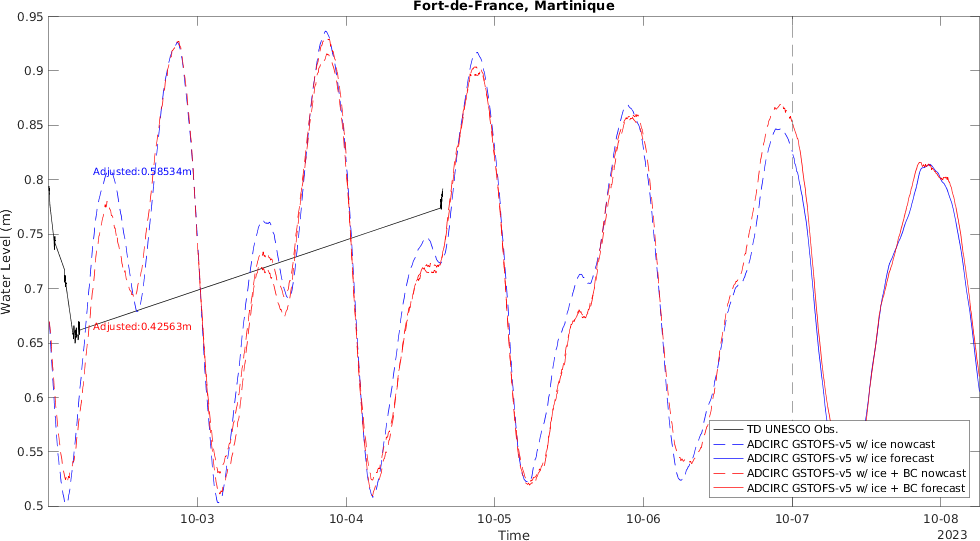 Fort-de-France, Martinique
0.95
0.9
0.85
0.8
0.75
0.7
0.65
0.6
0.55
0.5
Water Level (m)
Adjusted:0.58534m
Adjusted:0.42563m
TD UNESCO Obs.
ADCIRC GSTOFS-v5 w/ ice nowcast
ADCIRC GSTOFS-v5 w/ ice forecast
ADCIRC GSTOFS-v5 w/ ice + BC nowcast
ADCIRC GSTOFS-v5 w/ ice + BC forecast
10-03 10-04 10-05 10-06 10-07 10-08
Time
2023